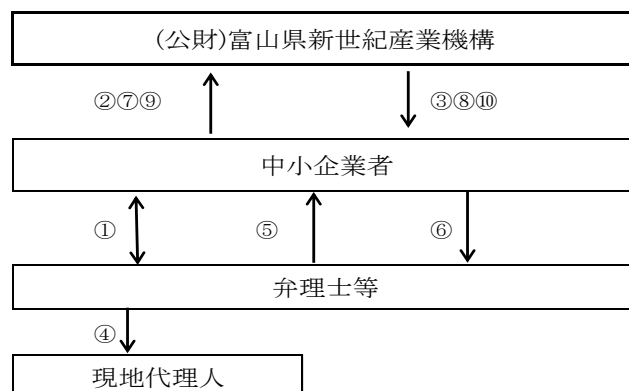 (公財)富山県新世紀産業機構
②⑦⑨
③⑧⑩
中小企業者
①
⑤
⑥
弁理士等
④
現地代理人